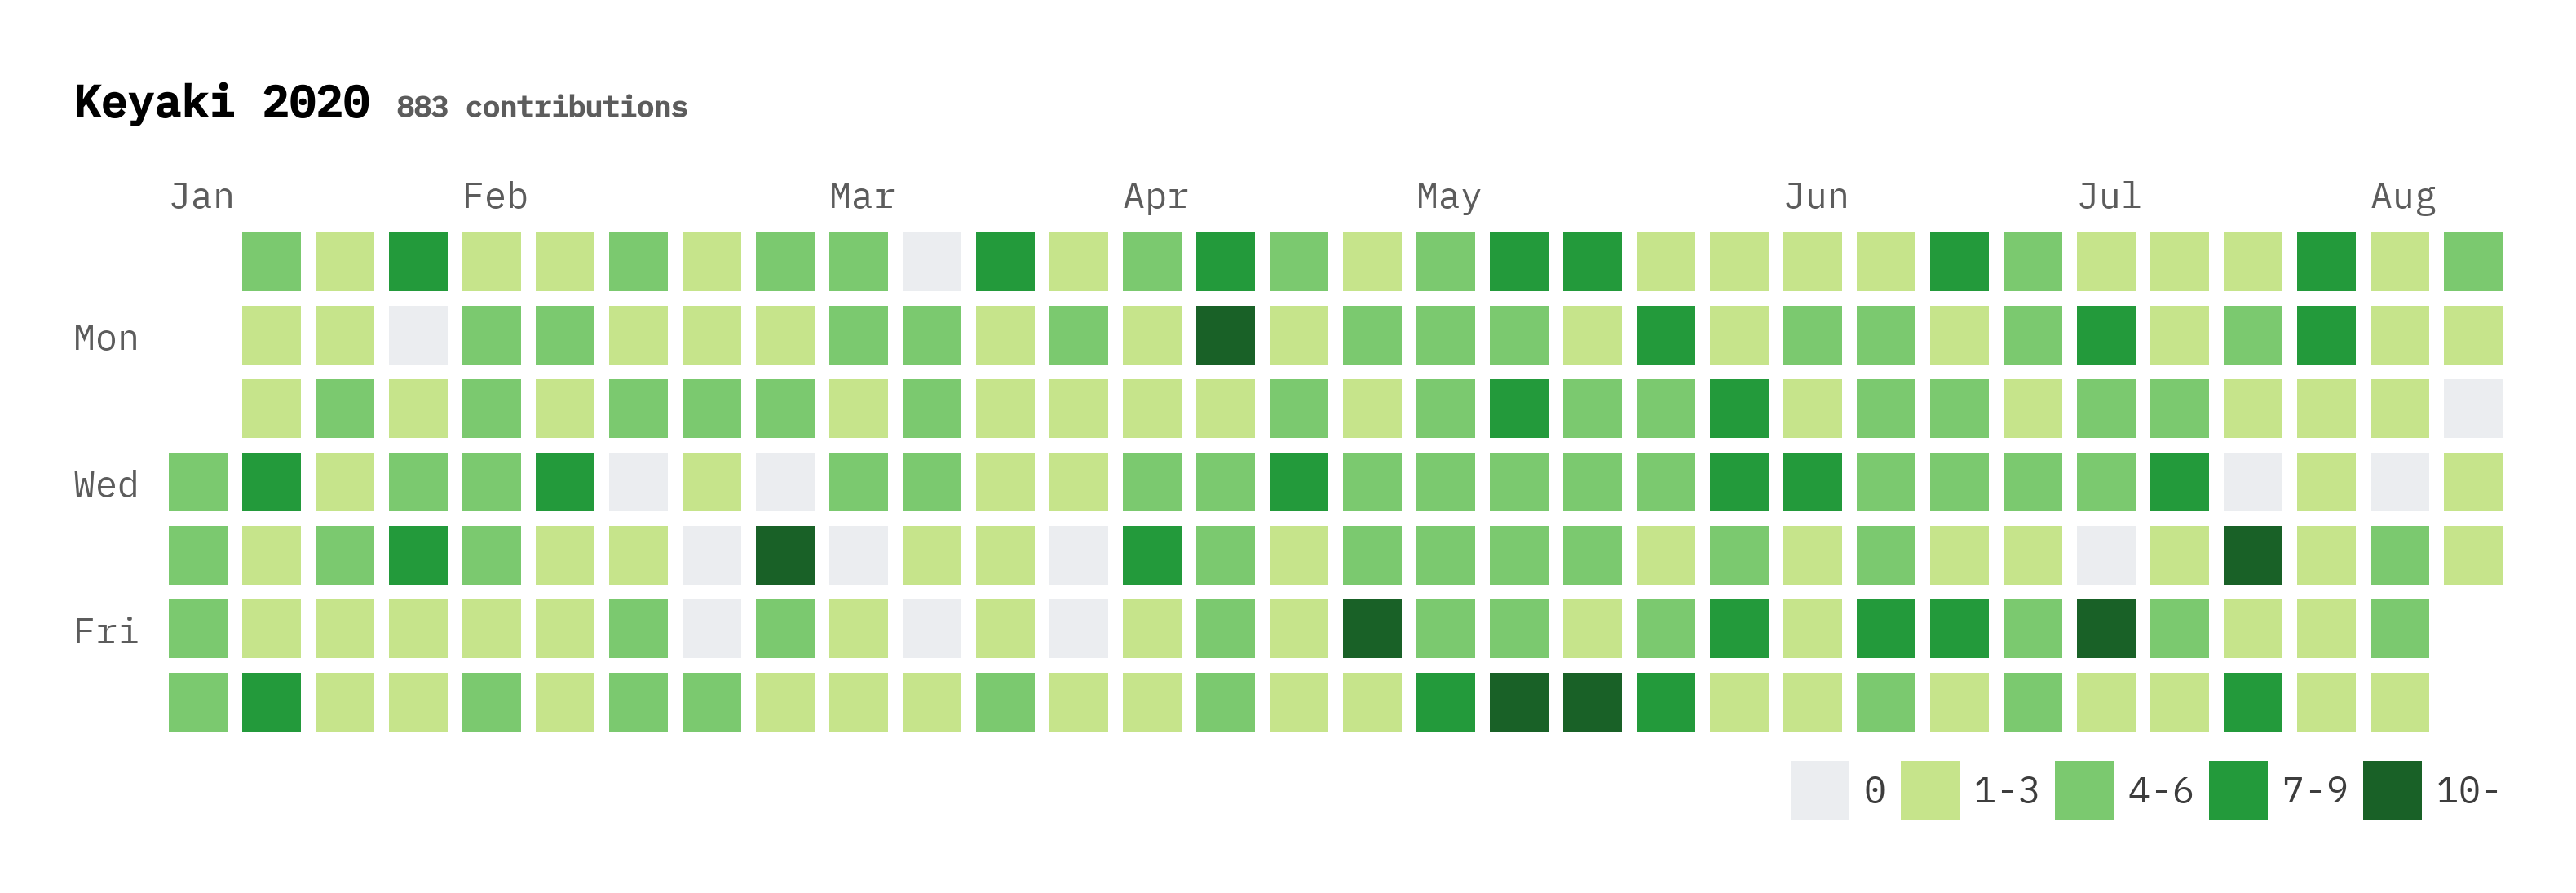 Keyaki 2020 883 contributions
Jan Feb Mar Apr May Jun Jul Aug
Mon
Wed
Fri
0 1-3 4-6 7-9 10-